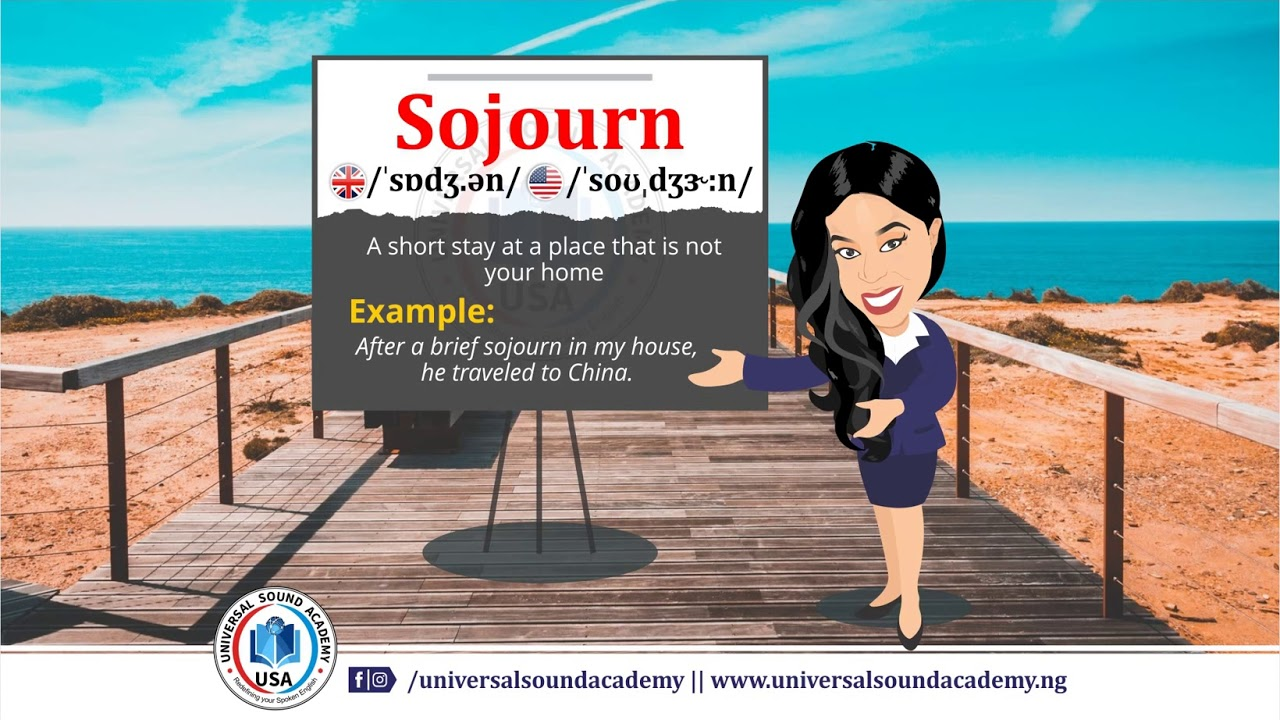 Sojourn
/ˈsɒdʒ.ən/ /ˈsoʊˌdʒɝːn/
A short stay at a place that is not
your home
Example:
After a brief sojourn in my house,
he traveled to China.
UNIVERSAL SOUND ACADEMY
USA
Redefining your Spoken English
/universalsoundacademy || www.universalsoundacademy.ng